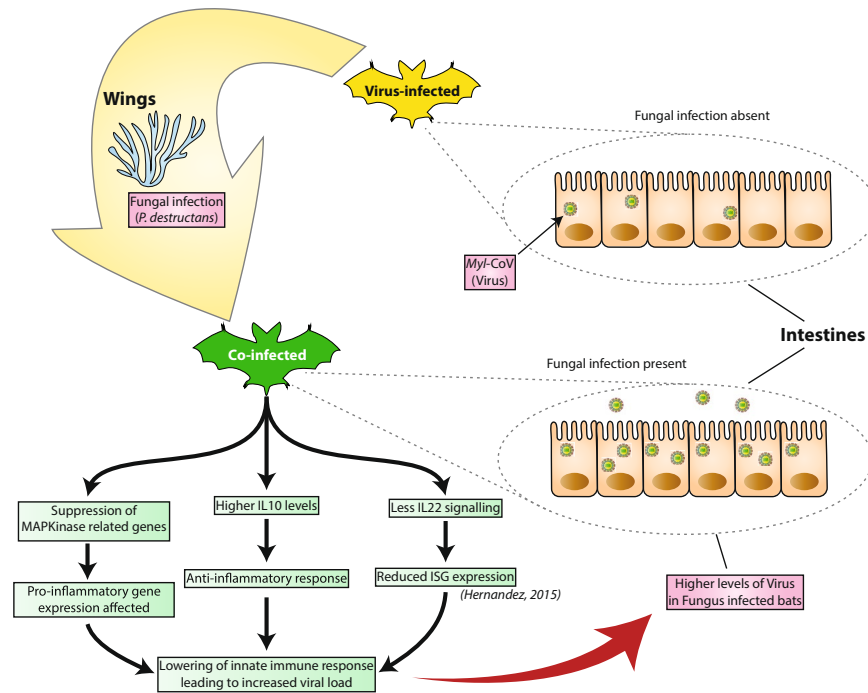 Virus-infected
Wings
Fungal infection
(P. destructans)
Fungal infection absent
Myl-CoV
(Virus)
Intestines
Co-infected
Fungal infection present
Suppression of
MAPKinase related genes
Higher IL10 levels
Less IL22 signalling
Pro-inflammatory gene
expression affected
Anti-inflammatory response
Reduced ISG expression
(Hernandez, 2015)
Higher levels of Virus
in Fungus infected bats
Lowering of innate immune response
leading to increased viral load